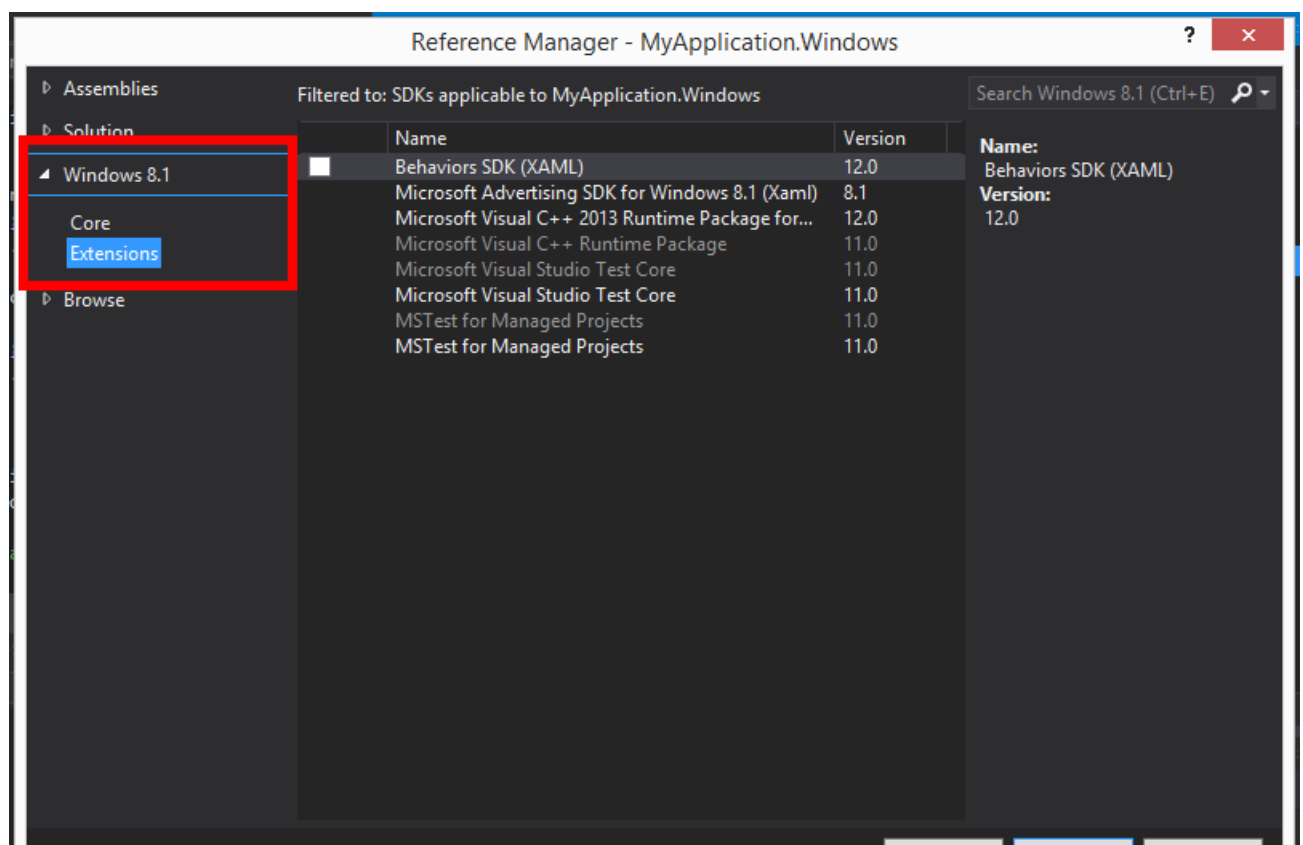 Reference Manager - MyApplication.Windows
?
Assemblies
Solution
Windows 8.1
Core
Extensions
Browse
Filtered to: SDKs applicable to MyApplication.Windows
Name Version
Behaviors SDK (XAML) 12.0
Microsoft Advertising SDK for Windows 8.1 (Xaml) 8.1
Microsoft Visual C++ 2013 Runtime Package for... 12.0
Microsoft Visual C++ Runtime Package 11.0
Microsoft Visual Studio Test Core 11.0
Microsoft Visual Studio Test Core 11.0
MSTest for Managed Projects 11.0
MSTest for Managed Projects 11.0
Search Windows 8.1 (Ctrl+E)
Name:
Behaviors SDK (XAML)
Version:
12.0